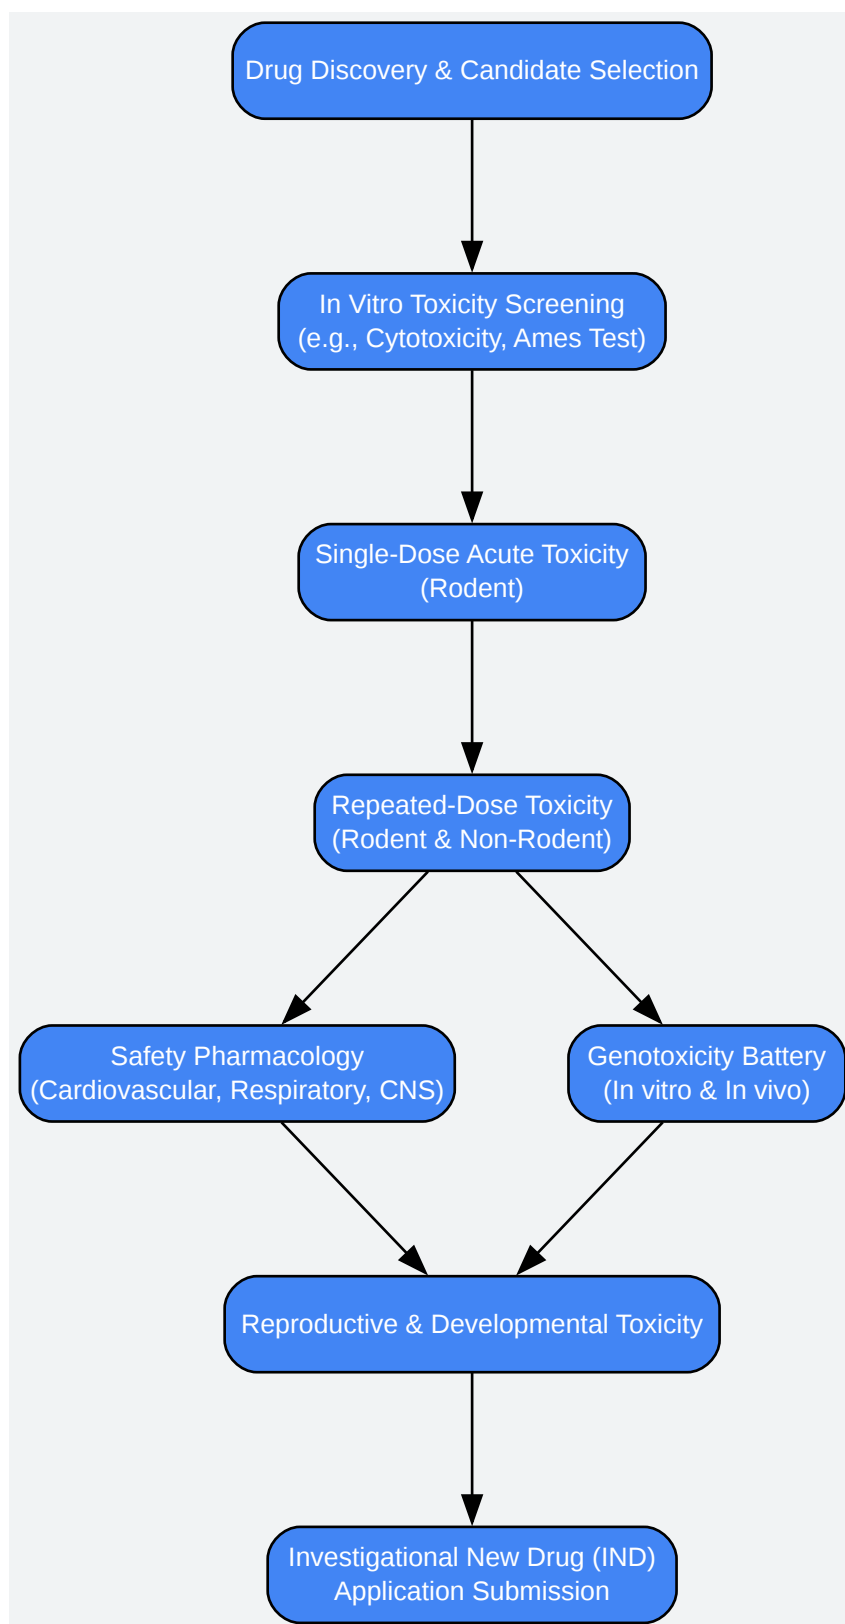 Drug Discovery & Candidate Selection
In Vitro Toxicity Screening
(e.g., Cytotoxicity, Ames Test)
Single-Dose Acute Toxicity
(Rodent)
Repeated-Dose Toxicity
(Rodent & Non-Rodent)
Safety Pharmacology
(Cardiovascular, Respiratory, CNS)
Genotoxicity Battery
(In vitro & In vivo)
Reproductive & Developmental Toxicity
Investigational New Drug (IND)
Application Submission